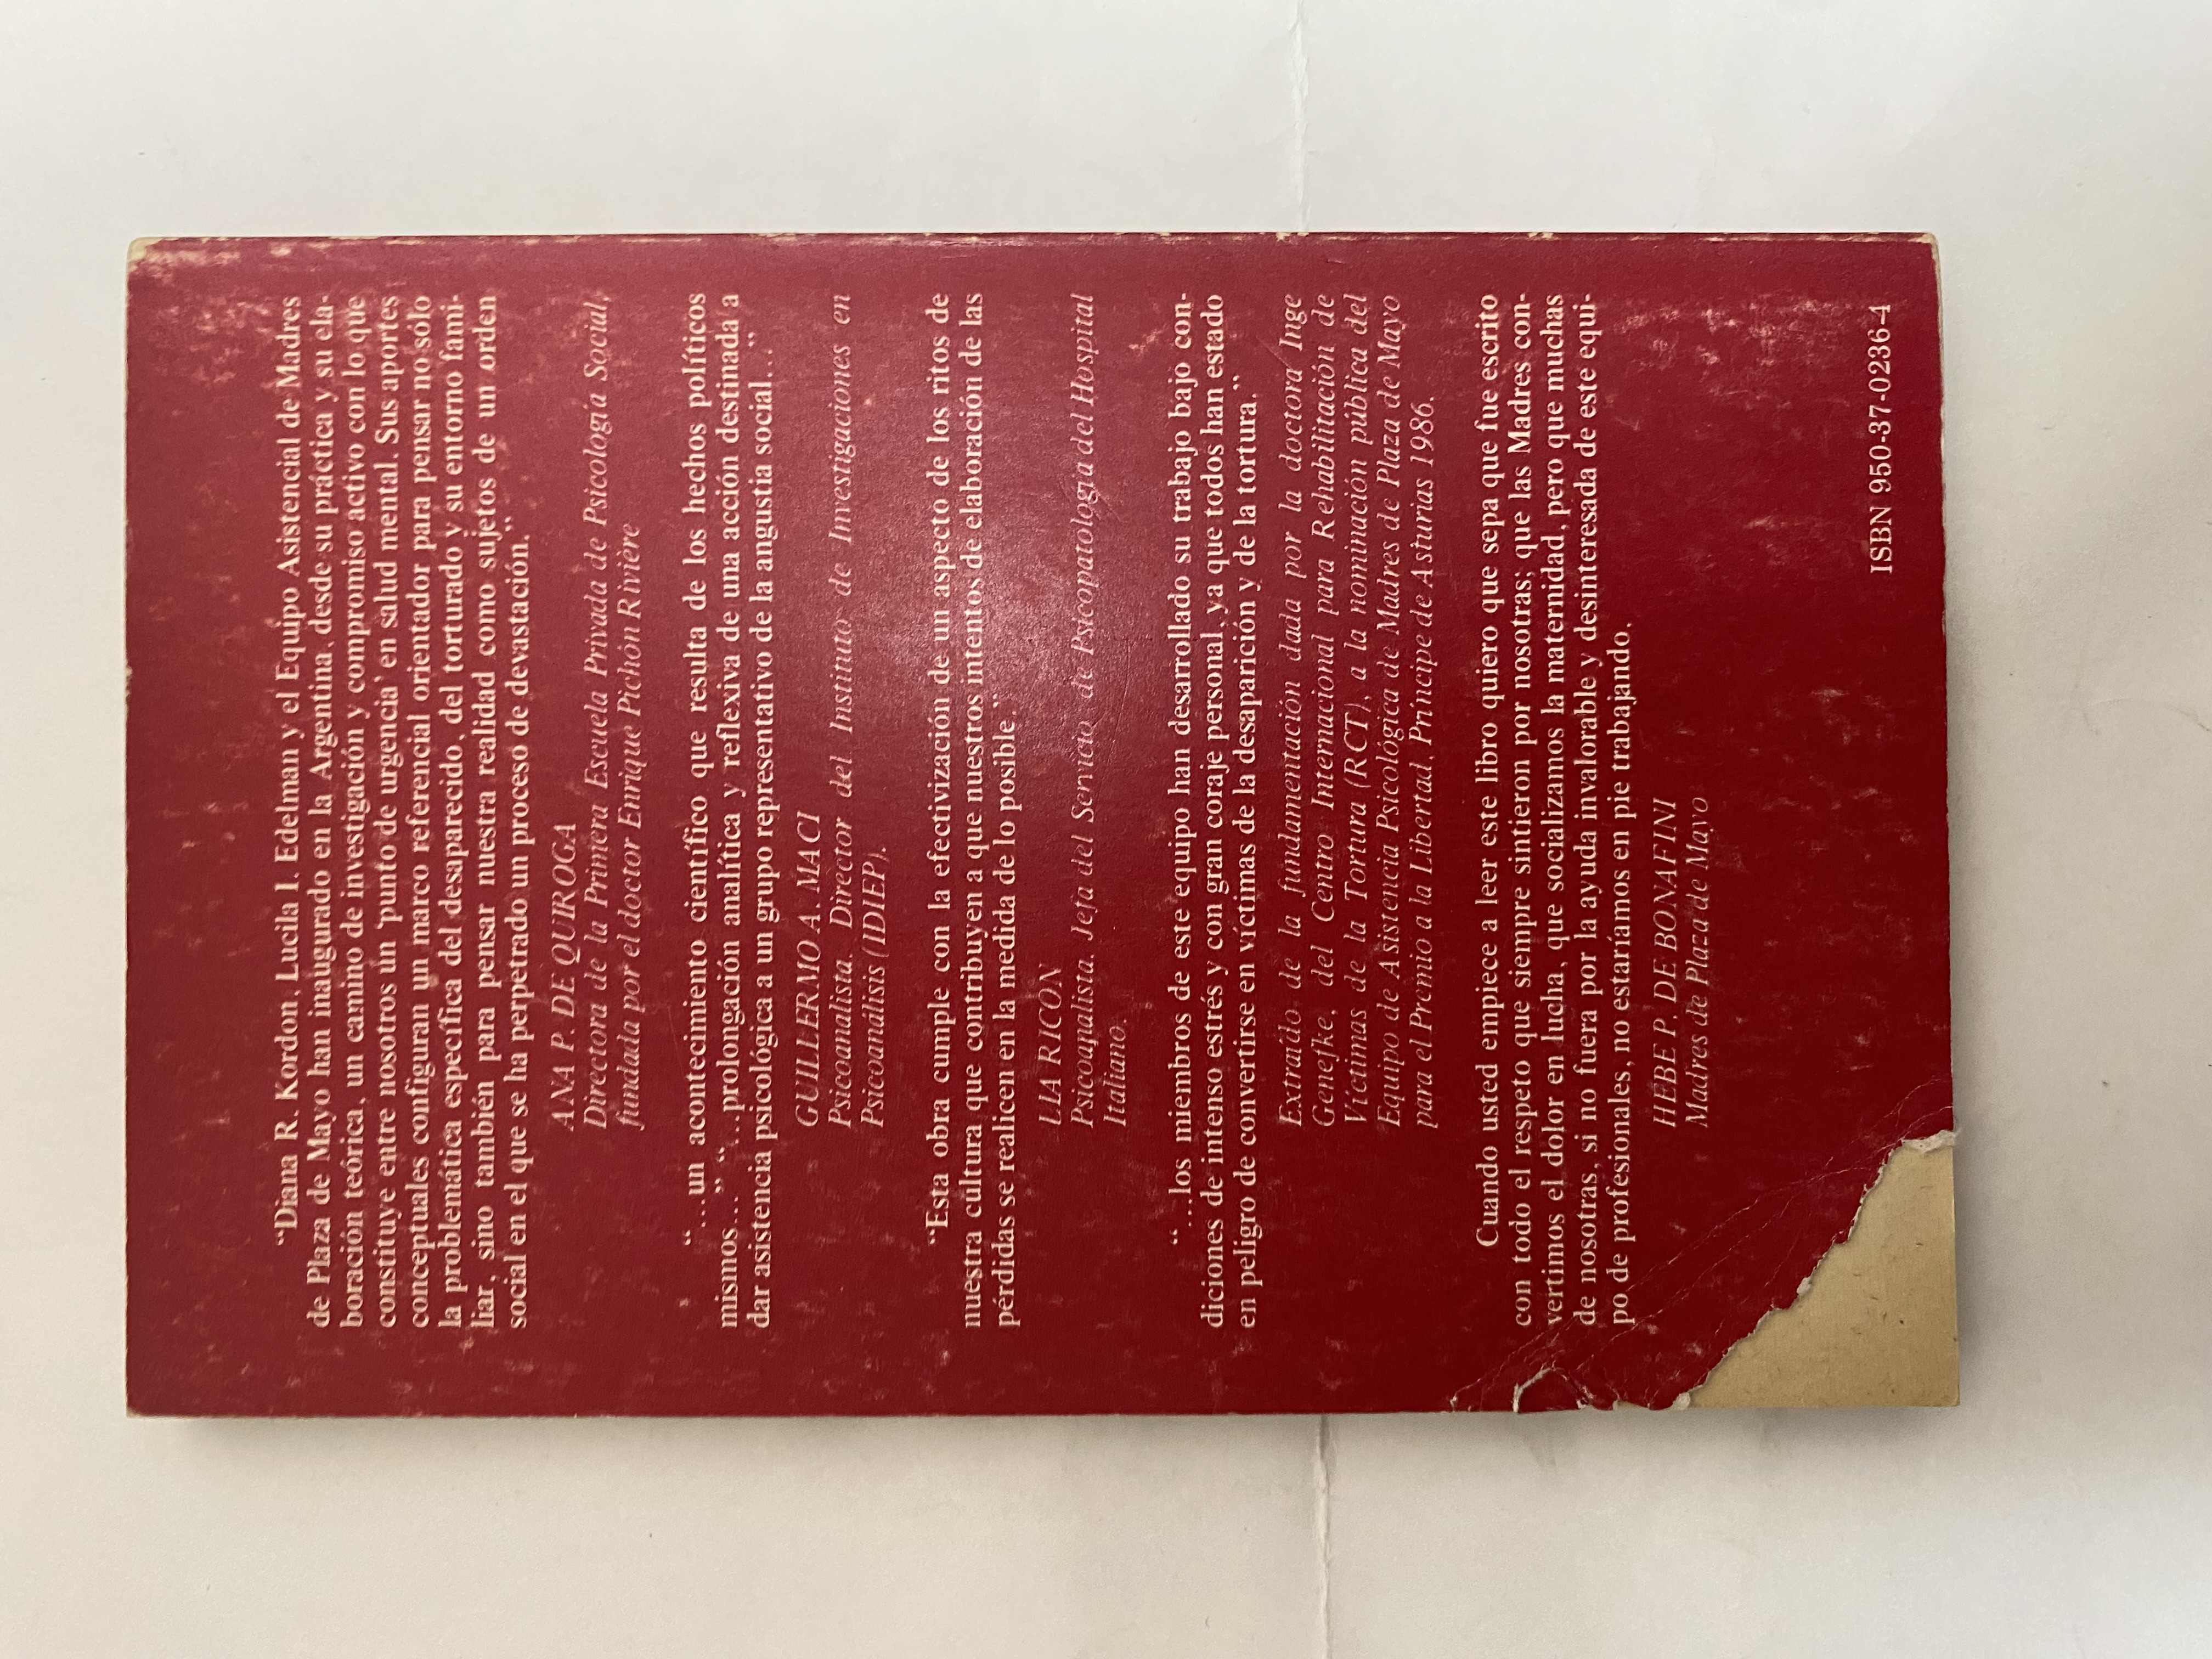 “Diana R. Kordon, Lucila I. Edelman y el Equipo Asistencial de Madres
de Plaza de Mayo han inaugurado en la Argentina, desde su práctica y su ela-
boración teórica, un camino de investigación y compromiso activo con lo que
constituye entre nosotros un ‘punto de urgencia’ en salud mental. Sus aportes
conceptuales configuran un marco referencial orientador para pensar no sólo
la problemática específica del desaparecido, del torturado y su entorno fami-
liar, sino también para pensar nuestra realidad como sujetos de un orden
social en el que se ha perpetrado un proceso de devastación.”
ANA P. DE QUIROGA
Directora de la Primera Escuela Privada de Psicología Social,
fundada por el doctor Enrique Pichón Rivière
“...un acontecimiento científico que resulta de los hechos políticos
mismos...” “...prolongación analítica y reflexiva de una acción destinada a
dar asistencia psicológica a un grupo representativo de la angustia social...”
GUILLERMO A. MACI
Psicoanalista. Director del Instituto de Investigaciones en
Psicoanálisis (IDIEP).
“Esta obra cumple con la efectivización de un aspecto de los ritos de
nuestra cultura que contribuyen a que nuestros intentos de elaboración de las
pérdidas se realicen en la medida de lo posible.”
LIA RICON
Psicoanalista. Jefa del Servicio de Psicopatología del Hospital
Italiano.
“...los miembros de este equipo han desarrollado su trabajo bajo con-
diciones de intenso estrés y con gran coraje personal, ya que todos han estado
en peligro de convertirse en víctimas de la desaparición y de la tortura.”
Extraído de la fundamentación dada por la doctora Inge
Genefke, del Centro Internacional para Rehabilitación de
Víctimas de la Tortura (RCT), a la nominación pública del
Equipo de Asistencia Psicológica de Madres de Plaza de Mayo
para el Premio a la Libertad, Príncipe de Asturias 1986.
Cuando usted empiece a leer este libro quiero que sepa que fue escrito
con todo el respeto que siempre sintieron por nosotras; que las Madres con-
vertimos el dolor en lucha, que socializamos la maternidad, pero que muchas
de nosotras, si no fuera por la ayuda invalorable y desinteresada de este equi-
po de profesionales, no estaríamos en pie trabajando.
HEBE P. DE BONAFINI
Madres de Plaza de Mayo
ISBN 950-37-0236-4